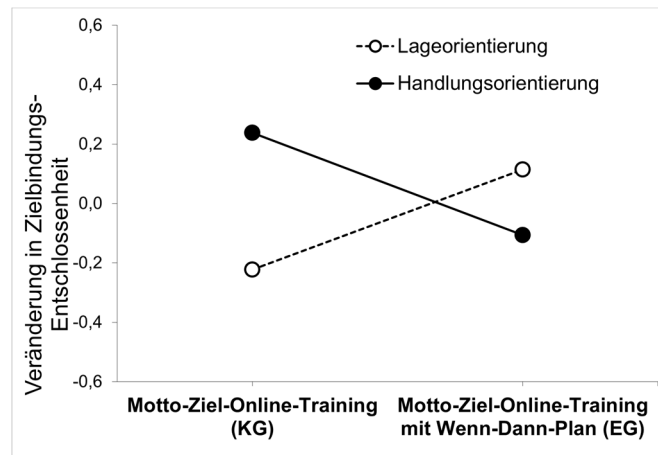 Veränderung in Zielbindungs-
Entschlossenheit
0,6
0,4
0,2
0,0
-0,2
-0,4
-0,6
Lageorientierung
Handlungsorientierung
Motto-Ziel-Online-Training
(KG)
Motto-Ziel-Online-Training
mit Wenn-Dann-Plan (EG)